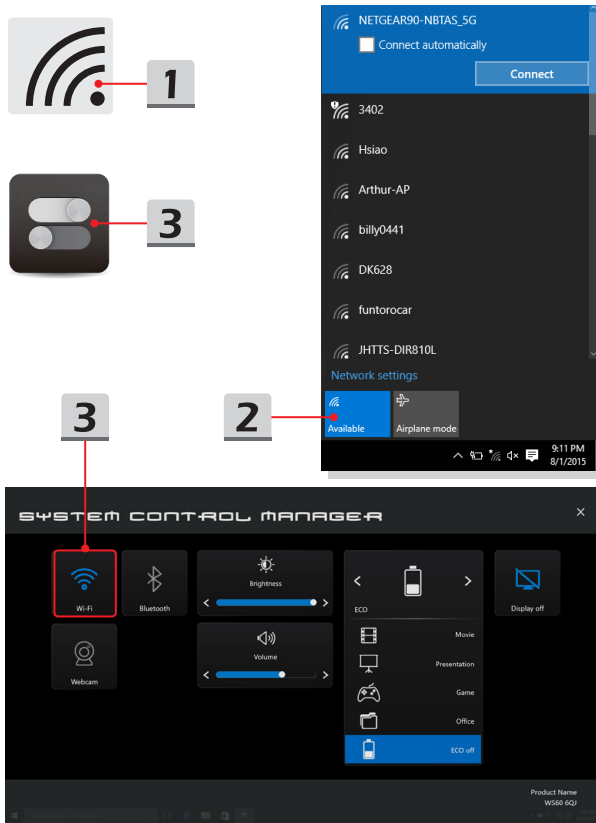 1
3
NETGEAR90-NBTAS_5G
Connect automatically
Connect
3402
Hsiao
Arthur-AP
billy0441
DK628
funtorocar
JHTTS-DIR810L
Network settings
Available
Airplane mode
2
9:11 PM
8/1/2015
3
SYSTEM CONTROL MANAGER
Wi-Fi
Bluetooth
Brightness
ECO
Display off
Webcam
Volume
Movie
Presentation
Game
Office
ECO off
Product Name
WS60 6QJ